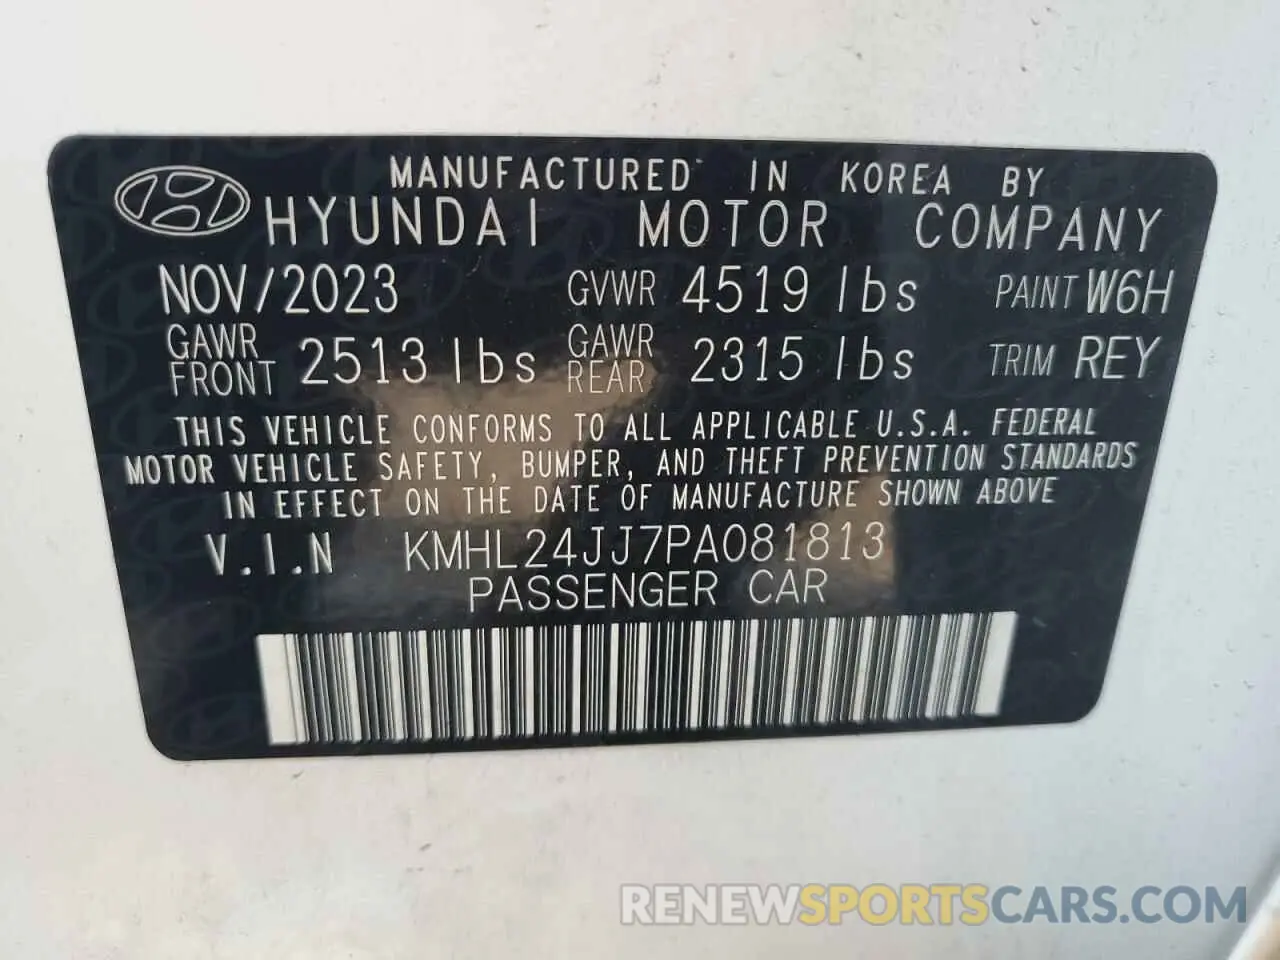 MANUFACTURED IN KOREA BY
HYUNDAI MOTOR COMPANY
NOV/2023 GVWR 4519 lbs PAINT W6H
GAWR FRONT 2513 lbs GAWR REAR 2315 lbs TRIM REY
THIS VEHICLE CONFORMS TO ALL APPLICABLE U.S.A. FEDERAL
MOTOR VEHICLE SAFETY, BUMPER, AND THEFT PREVENTION STANDARDS
IN EFFECT ON THE DATE OF MANUFACTURE SHOWN ABOVE
V.I.N KMHL24JJ7PA081813
PASSENGER CAR
RENEWSPORTSCARS.COM